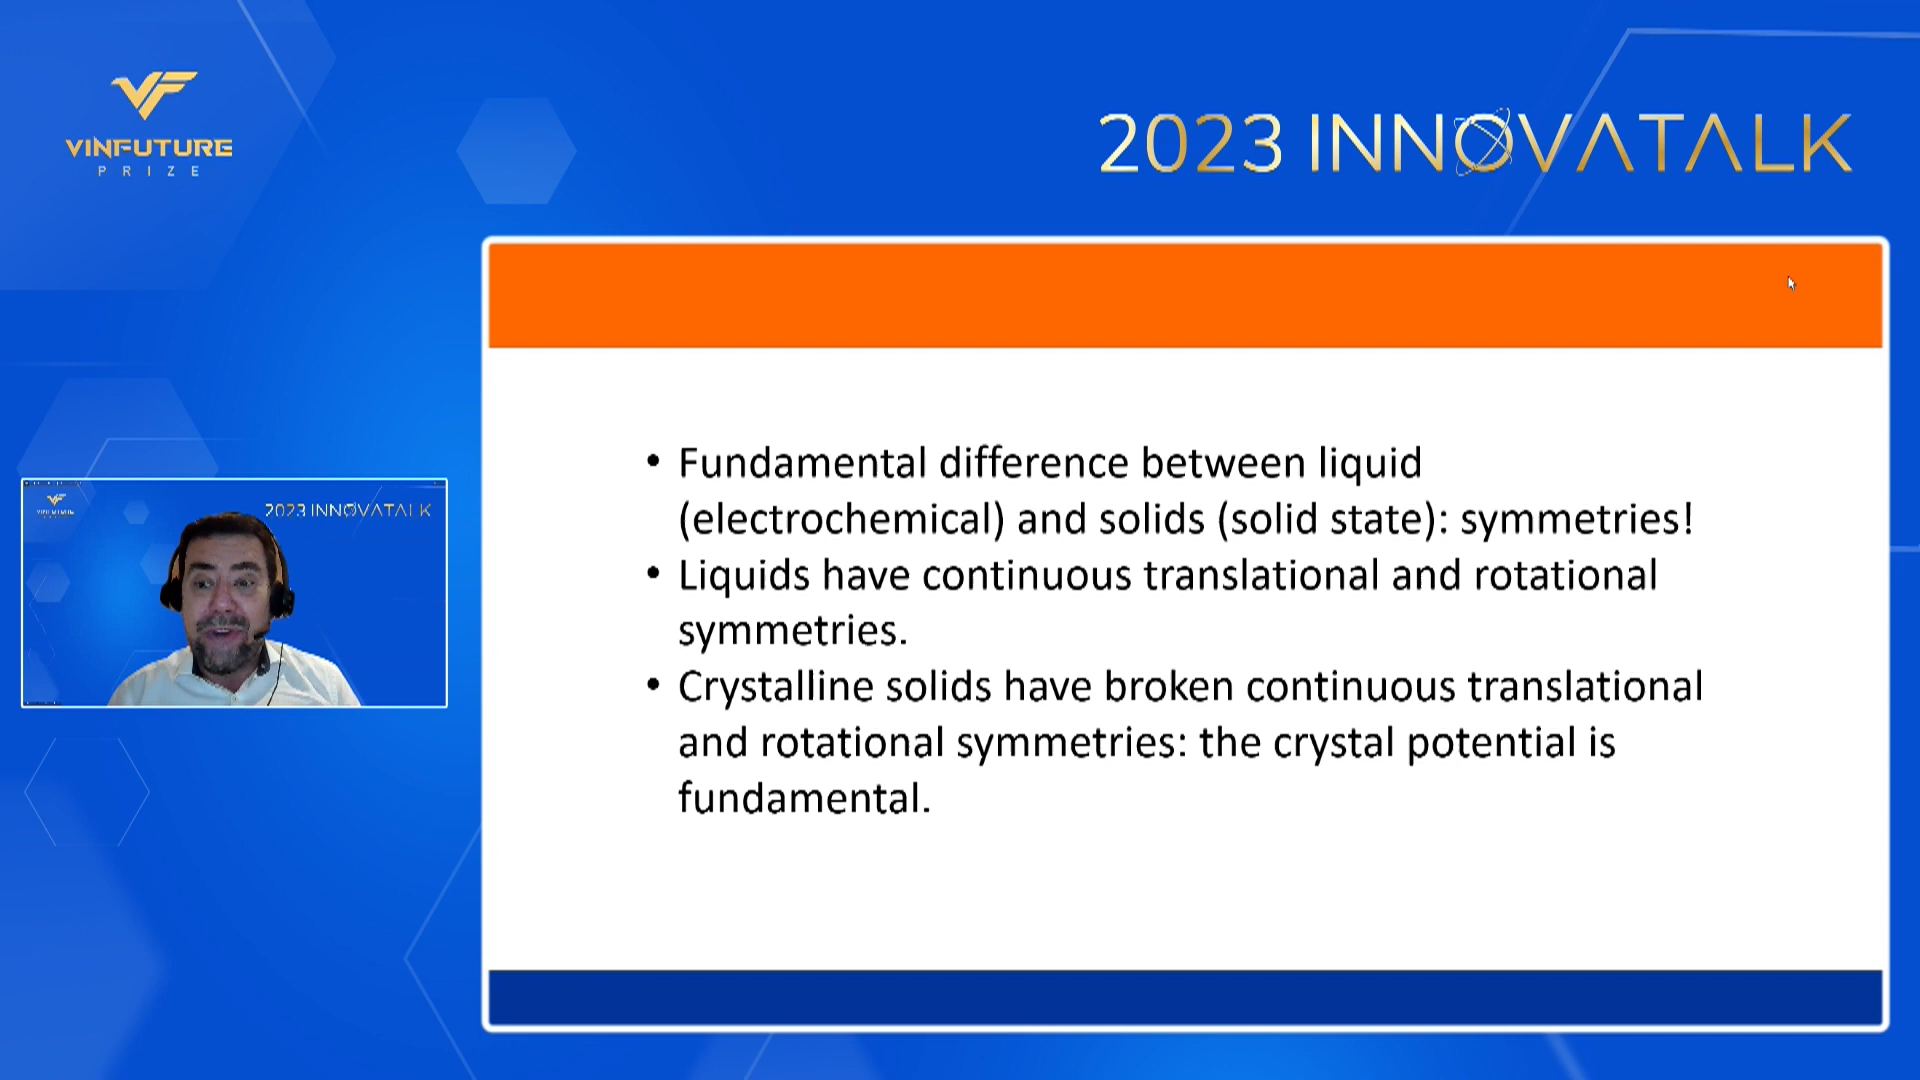 VINFUTURE
PRIZE
2023 INNOVATALK
2023 INNOVATALK
• Fundamental difference between liquid
(electrochemical) and solids (solid state): symmetries!
• Liquids have continuous translational and rotational
symmetries.
• Crystalline solids have broken continuous translational
and rotational symmetries: the crystal potential is
fundamental.